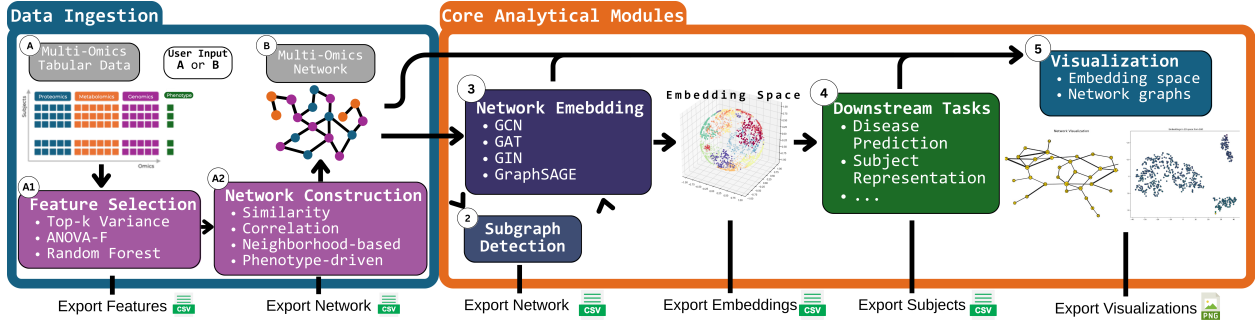 Data Ingestion
A
Multi-Omics
Tabular Data
User Input
A or B
B
Multi-Omics
Network
Proteomics
Metabolomics
Genomics
Phenotype
Subjects
Omics
A1
Feature Selection
• Top-k Variance
• ANOVA-F
• Random Forest
A2
Network Construction
• Similarity
• Correlation
• Neighborhood-based
• Phenotype-driven
Core Analytical Modules
3
Network Emebdding
• GCN
• GAT
• GIN
• GraphSAGE
2
Subgraph
Detection
Embedding Space
4
Downstream Tasks
• Disease
Prediction
• Subject
Representation
• ...
5
Visualization
• Embedding space
• Network graphs
Network Visualization
Export Features
CSV
Export Network
CSV
Export Network
CSV
Export Embeddings
CSV
Export Subjects
CSV
Export Visualizations
PNG